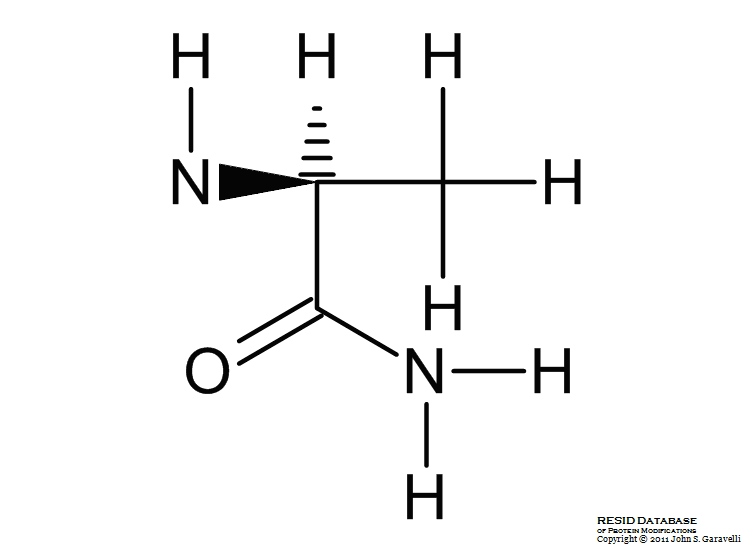 H H H
N H
H
O N H
H
RESID DATABASE
OF PROTEIN MODIFICATIONS
Copyright © 2011 John S. Garavelli